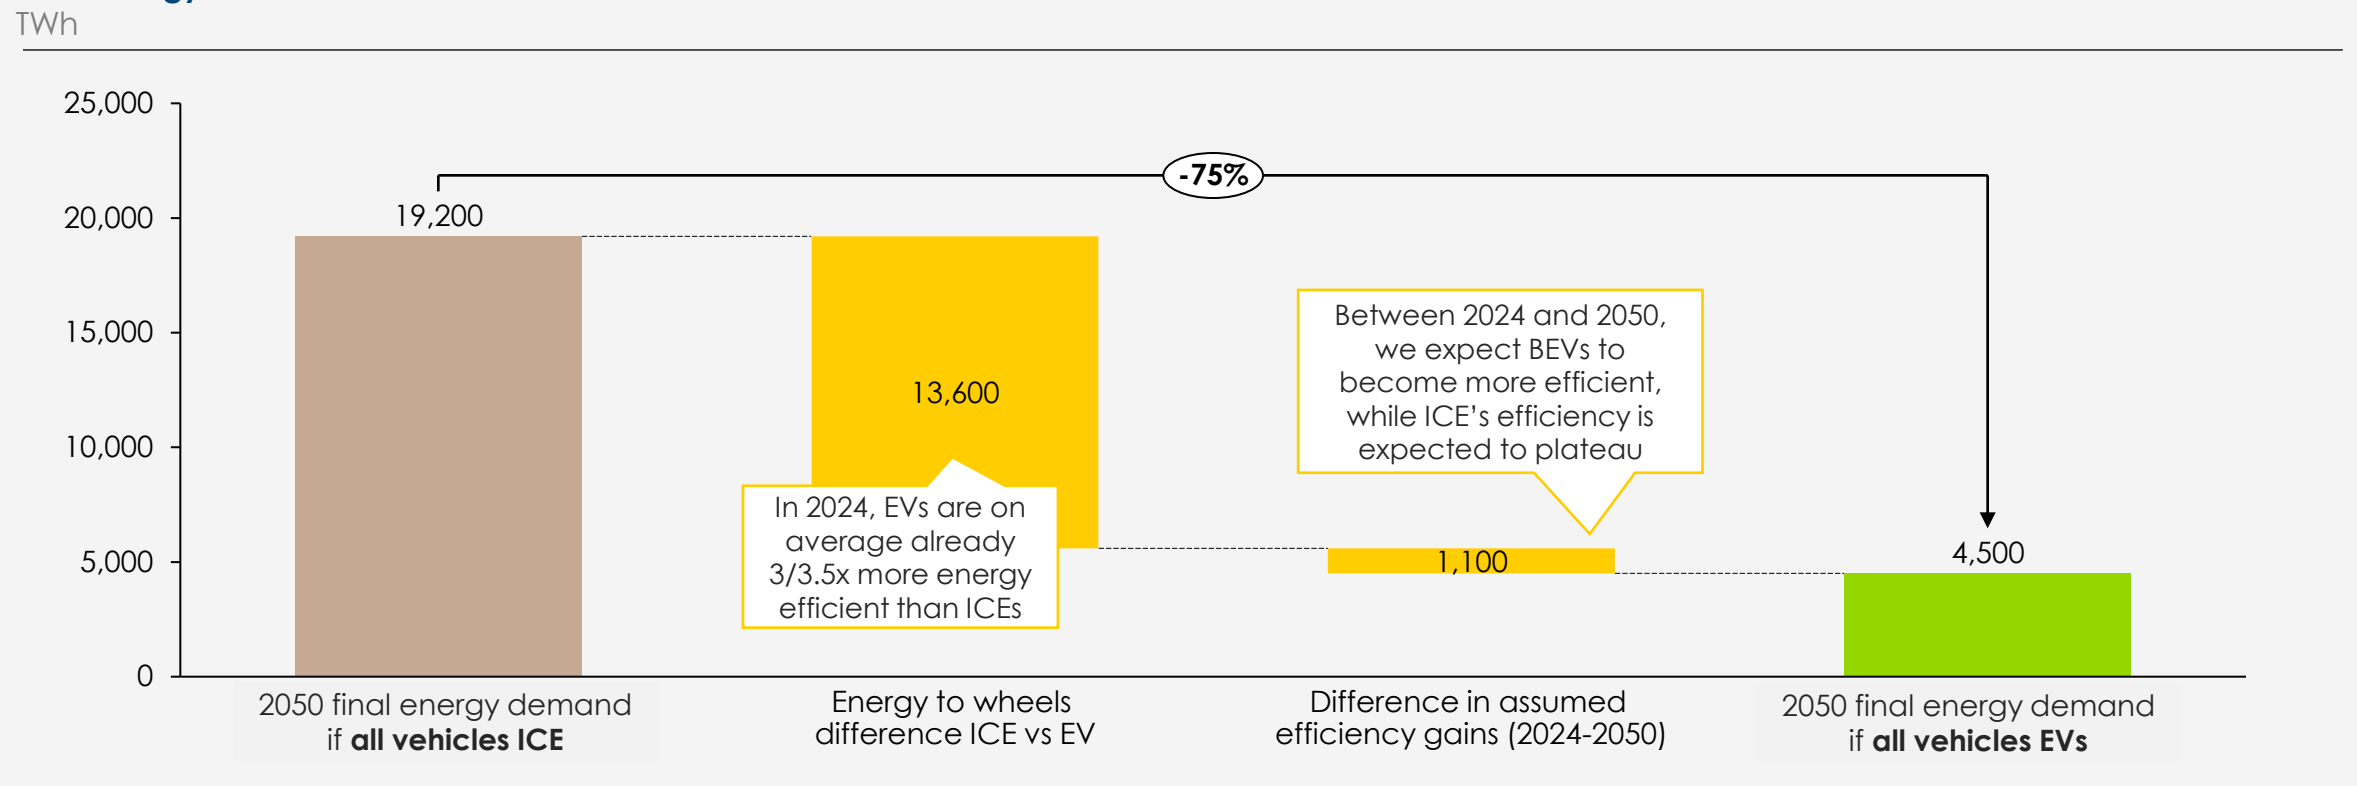 TWh
25,000
20,000
15,000
10,000
5,000
0
-75%
19,200
13,600
In 2024, EVs are on
average already
3/3.5x more energy
efficient than ICEs
Between 2024 and 2050,
we expect BEVs to
become more efficient,
while ICE’s efficiency is
expected to plateau
1,100
4,500
2050 final energy demand
if all vehicles ICE
Energy to wheels
difference ICE vs EV
Difference in assumed
efficiency gains (2024-2050)
2050 final energy demand
if all vehicles EVs